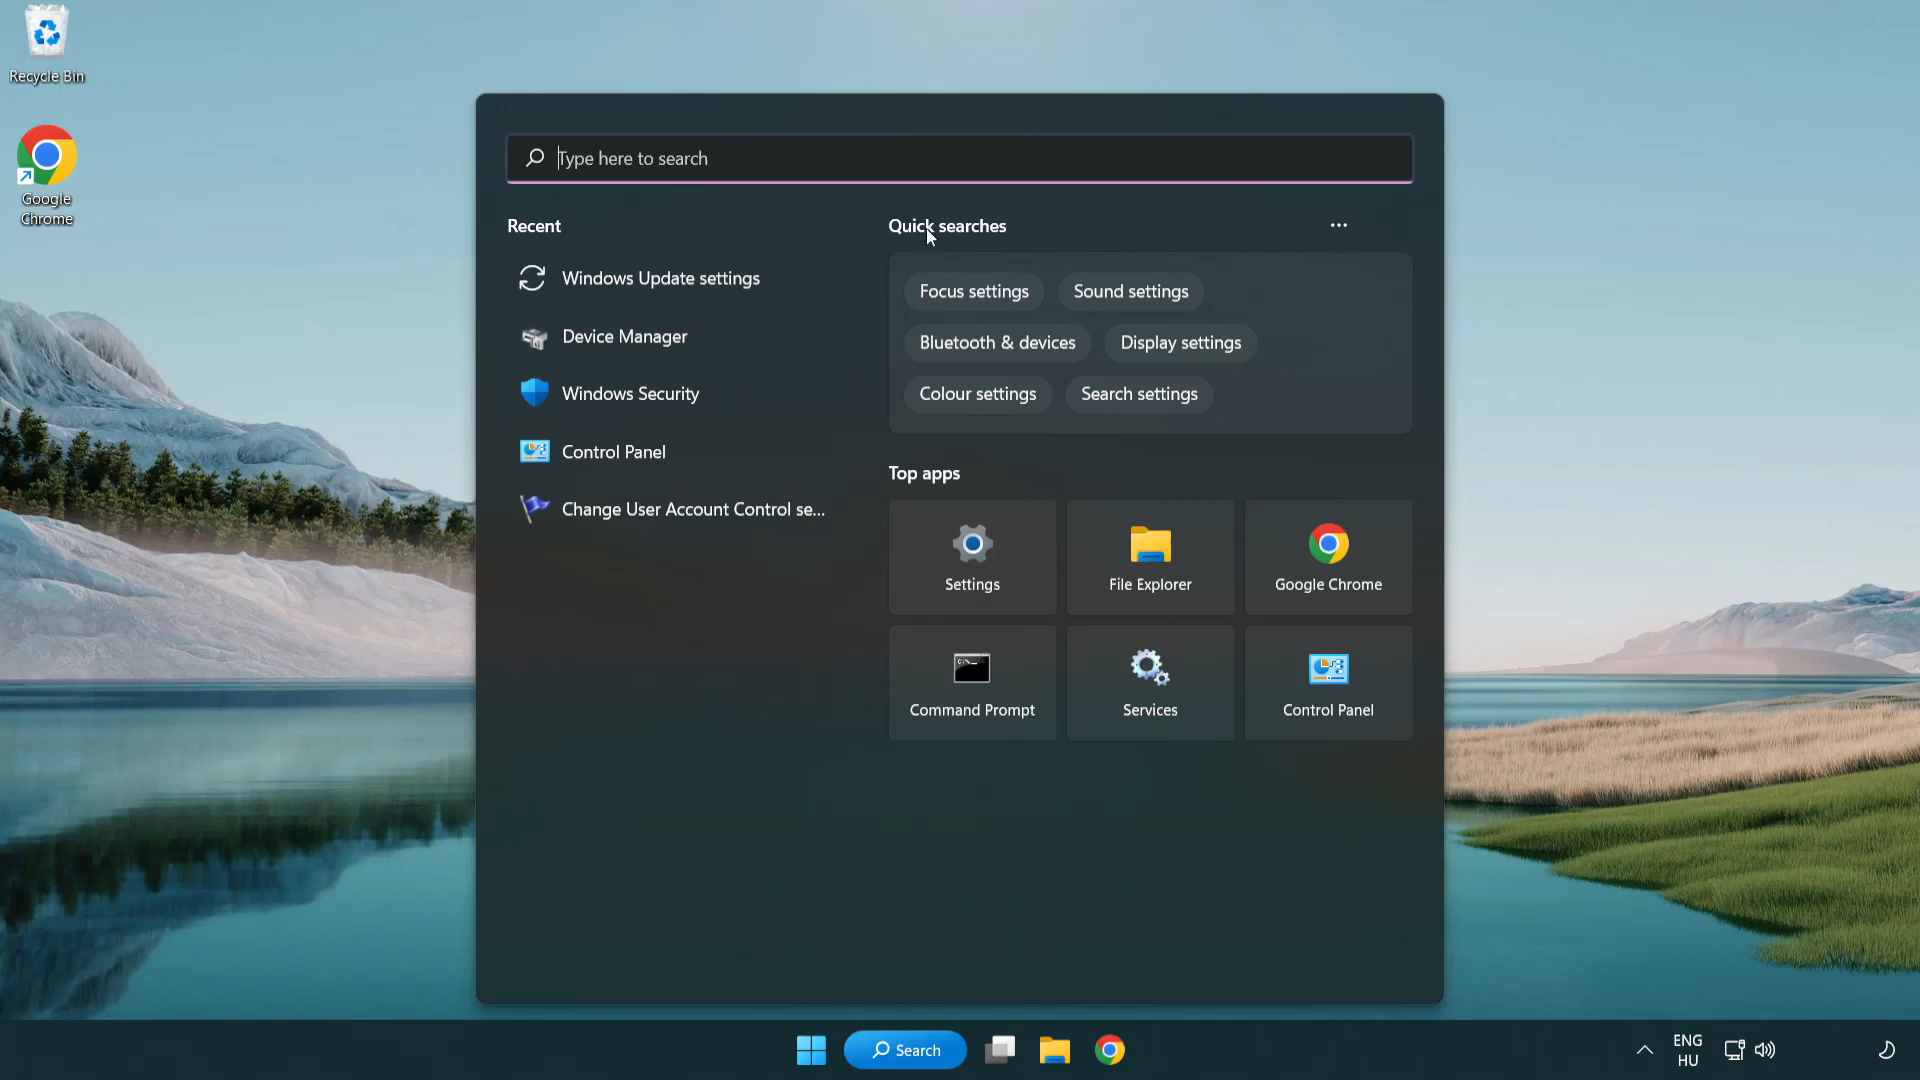 Recycle Bin
Google
Chrome
Type here to search
Recent
Windows Update settings
Device Manager
Windows Security
Control Panel
Change User Account Control se...
Quick searches
Focus settings
Sound settings
Bluetooth & devices
Display settings
Colour settings
Search settings
Top apps
Settings
File Explorer
Google Chrome
Command Prompt
Services
Control Panel
Search
ENG
HU